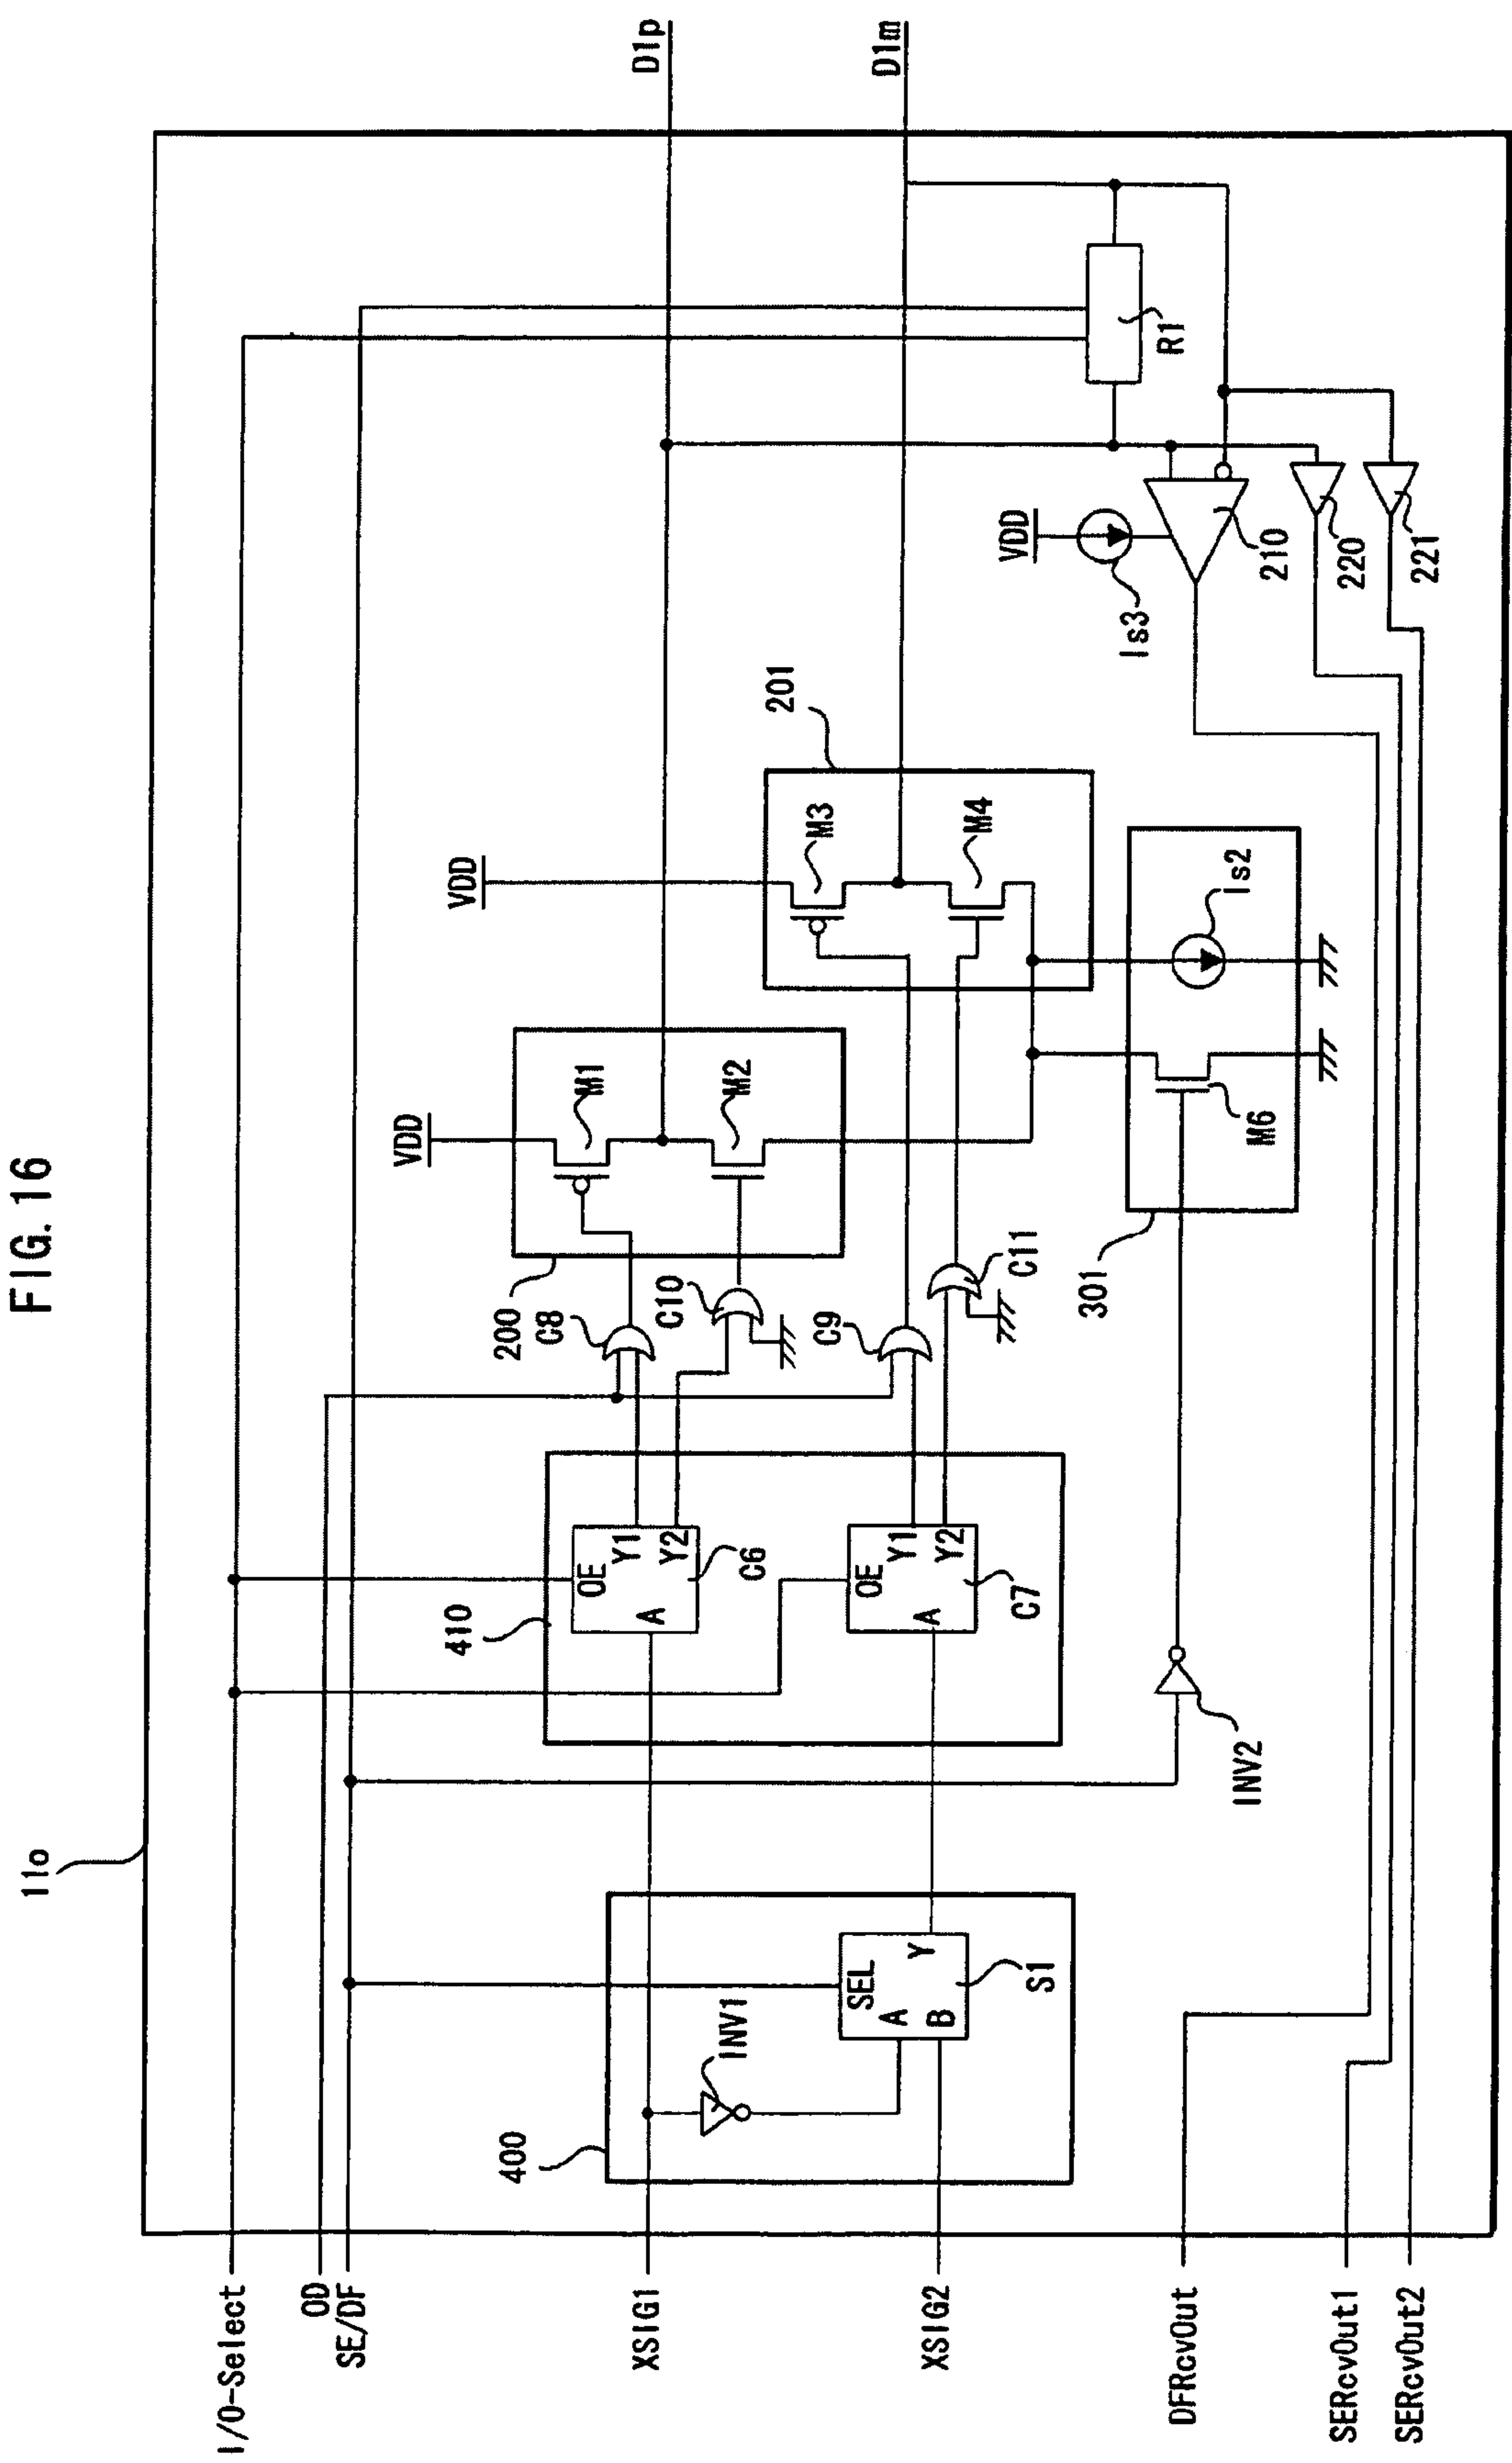 FIG. 16
11o
I/O-Select
OD
SE/DF
XSIG1
XSIG2
DFRcvOut
SERcvOut1
SERcvOut2
D1p
D1m
400
INV1
SEL
A
B
Y
S1
410
OE
A
Y1
Y2
C6
OE
A
Y1
Y2
C7
INV2
C8
C10
C9
C11
200
VDD
M1
M2
201
VDD
M3
M4
301
M6
Is2
VDD
Is3
210
220
221
R1